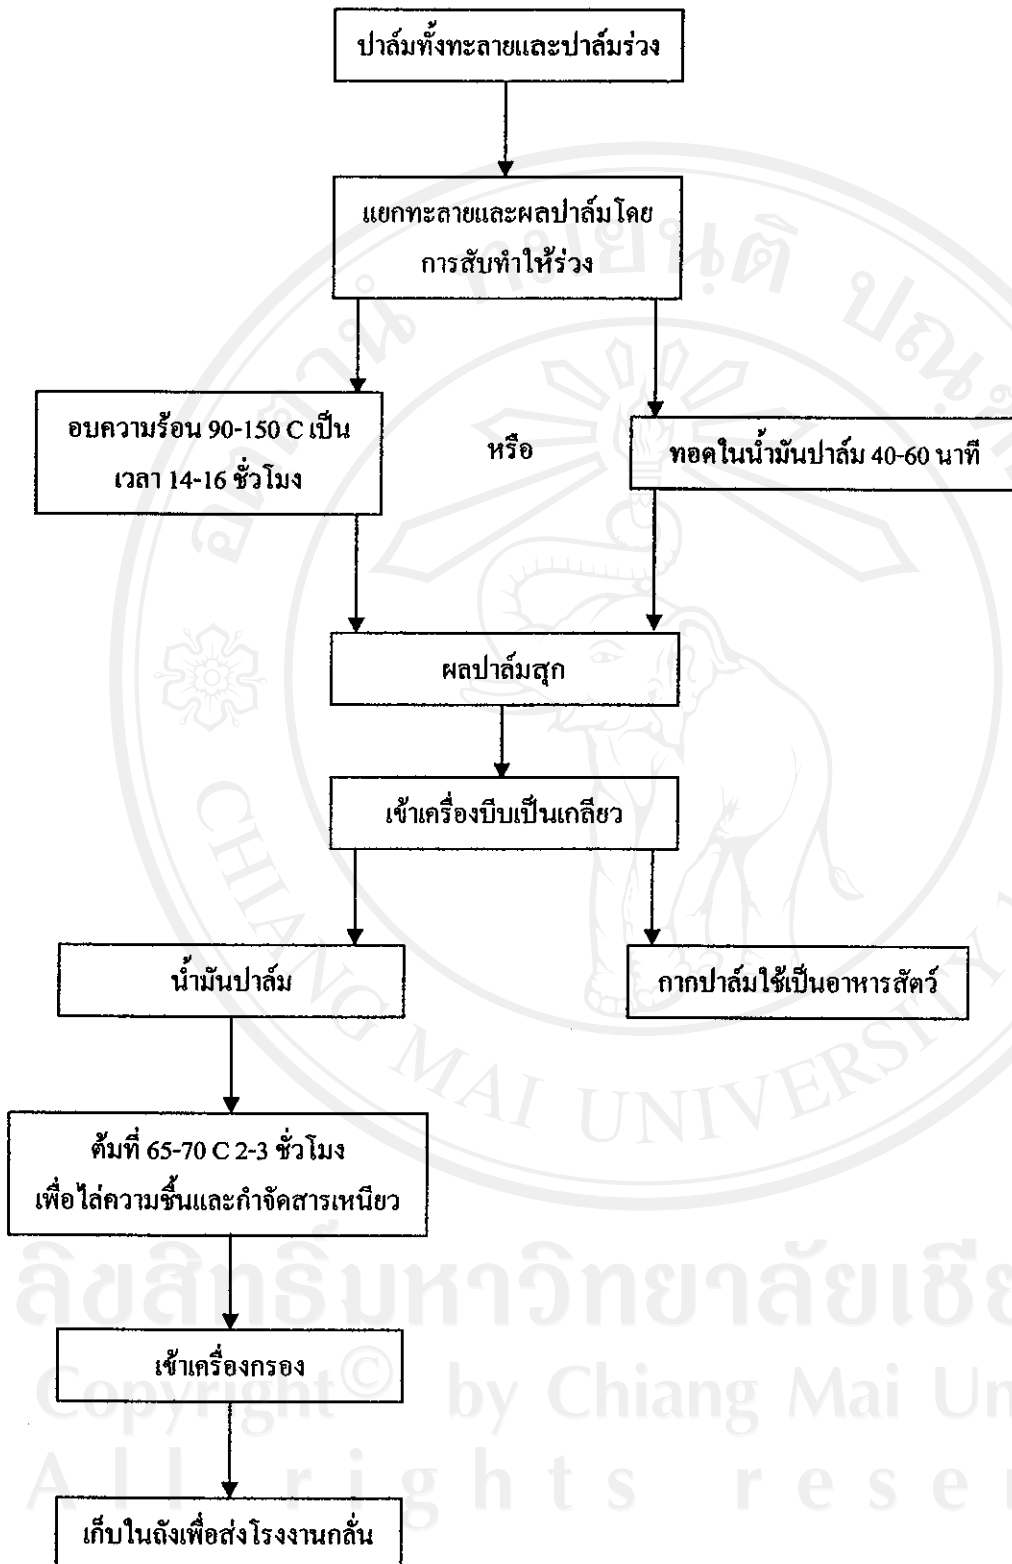 ปาล์มทั้งทะลายและปาล์มร่วง
แยกทะลายและผลปาล์มโดย
การสับทำให้ร่วง
อบความร้อน 90-150 C เป็น
เวลา 14-16 ชั่วโมง
หรือ
ทอดในน้ำมันปาล์ม 40-60 นาที
ผลปาล์มสุก
เข้าเครื่องบีบเป็นเกลียว
น้ำมันปาล์ม
กากปาล์มใช้เป็นอาหารสัตว์
ต้มที่ 65-70 C 2-3 ชั่วโมง
เพื่อไล่ความชื้นและกำจัดสารเหนียว
เข้าเครื่องกรอง
เก็บในถังเพื่อส่งโรงงานกลั่น
CHIANG MAI UNIVERSITY
ลิขสิทธิ์มหาวิทยาลัยเชีย
Copyright© by Chiang Mai Un
All rights reser